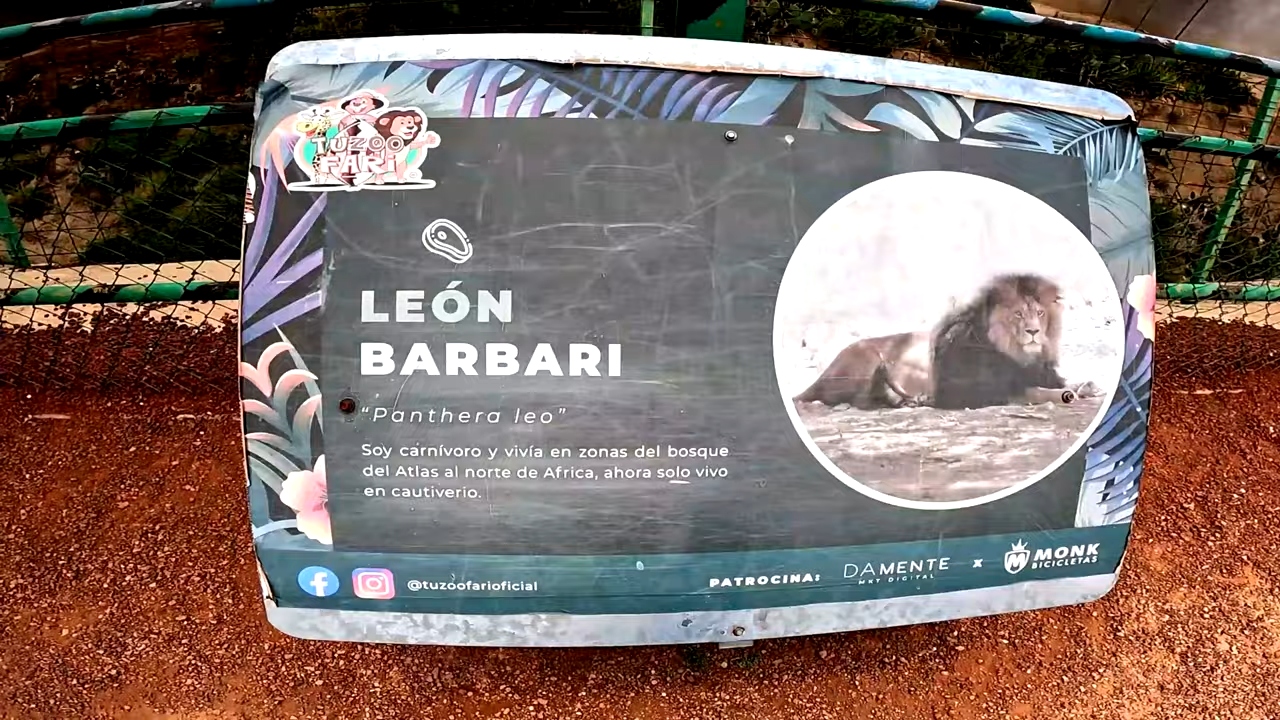 TUZOO
FARI
LEÓN
BARBARI
“Panthera leo”
Soy carnívoro y vivía en zonas del bosque
del Atlas al norte de Africa, ahora solo vivo
en cautiverio.
@tuzoofarioficial
PATROCINA:
DAMENTE
MKT DIGITAL
x
MONK
BICICLETAS